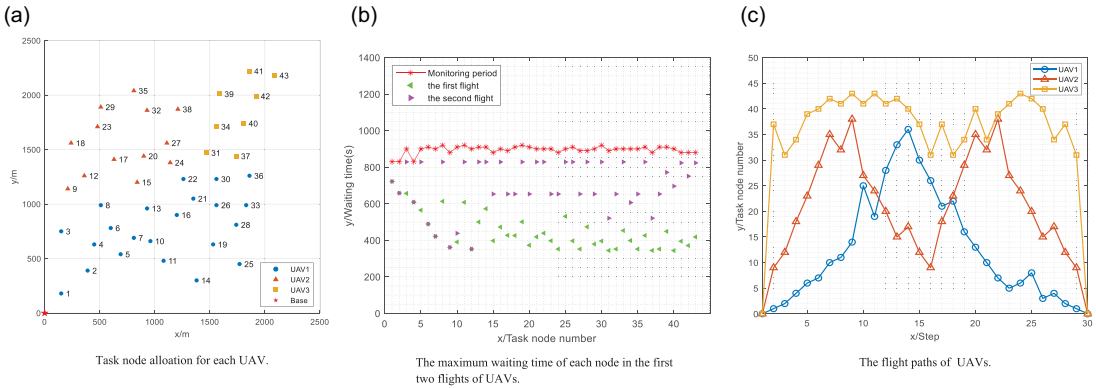 (a)
2500
2000
1500
1000
500
0
y/m
0 500 1000 1500 2000 2500
x/m
41
43
35
39
42
29
32
38
34
40
23
18
27
31
37
17
20
24
12
15
22
30
36
9
8
13
21
26
33
16
3
6
28
7
10
4
19
5
11
25
2
14
1
UAV1
UAV2
UAV3
Base
Task node alloation for each UAV.
(b)
1400
1200
1000
800
600
400
200
0
y/Waiting time(s)
0 5 10 15 20 25 30 35 40
x/Task node number
Monitoring period
the first flight
the second flight
The maximum waiting time of each node in the first
two flights of UAVs.
(c)
50
45
40
35
30
25
20
15
10
5
0
y/Task node number
5 10 15 20 25 30
x/Step
UAV1
UAV2
UAV3
The flight paths of UAVs.